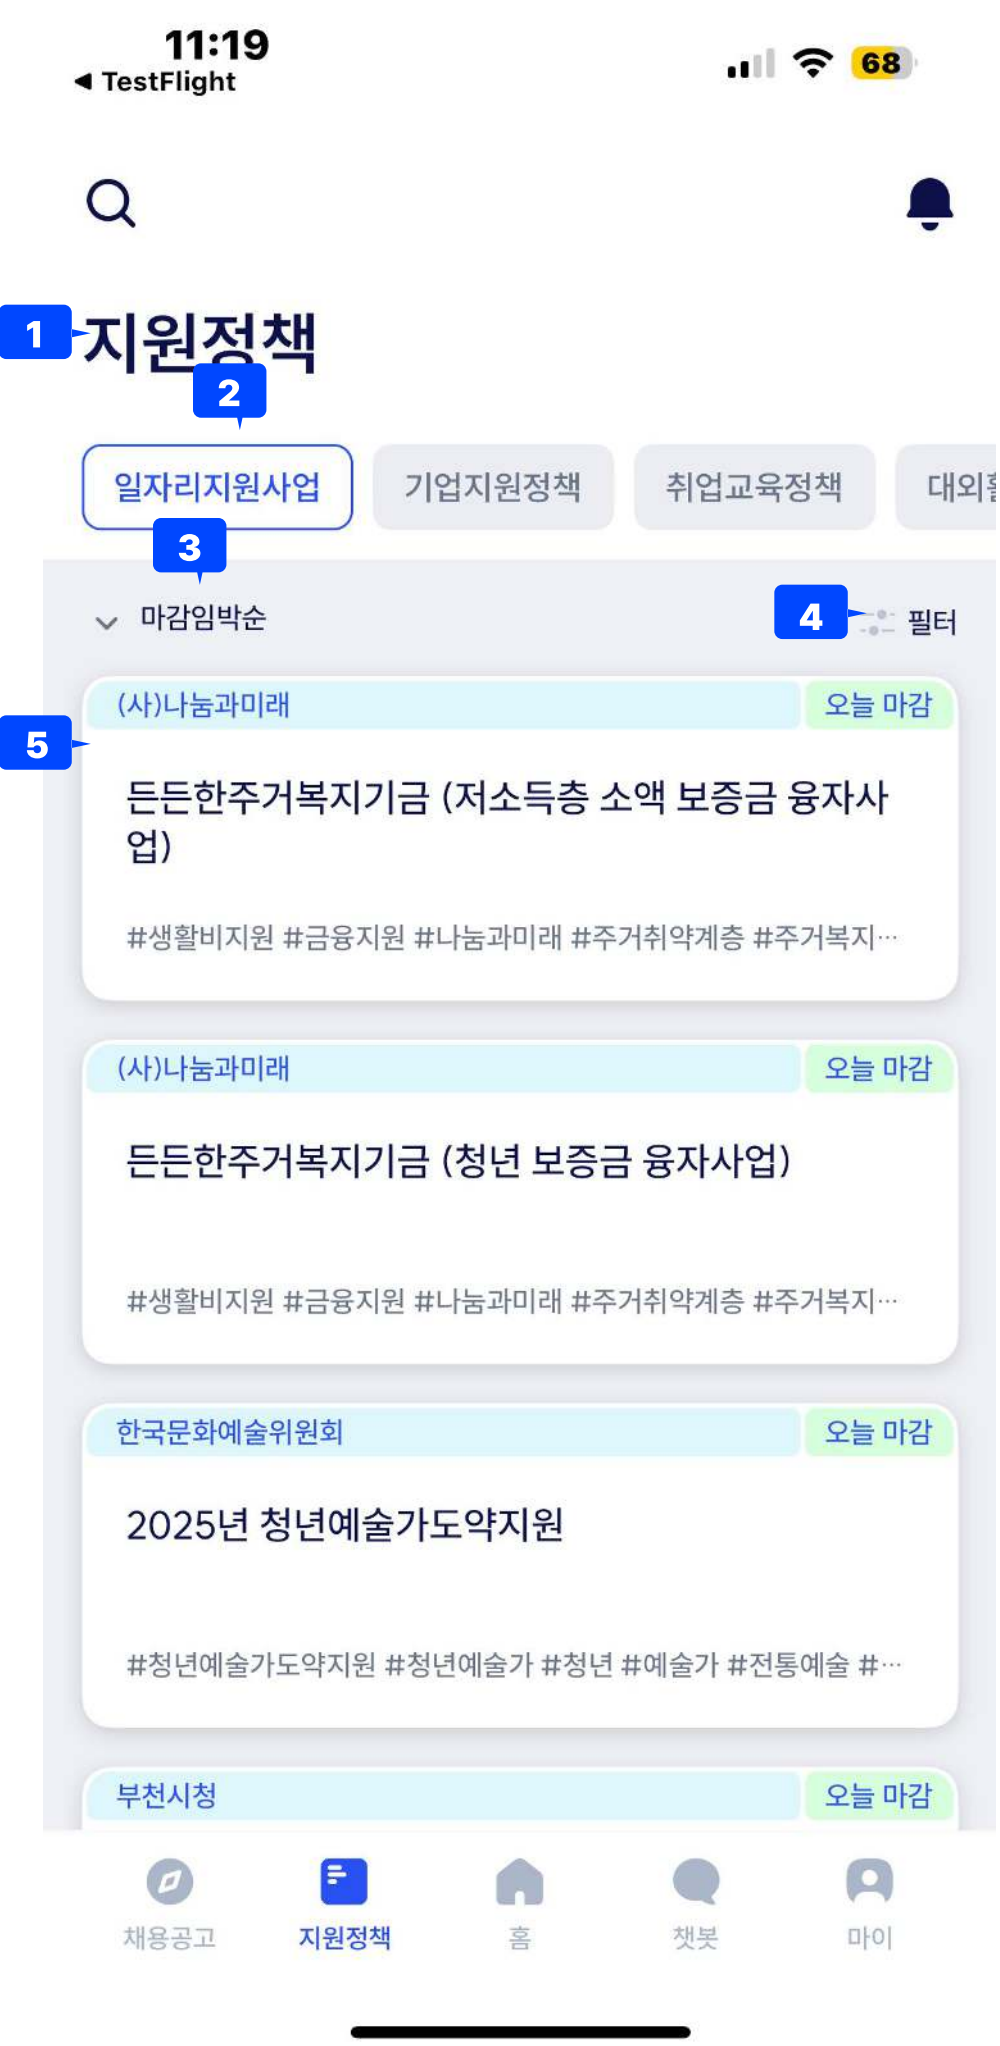 11:19
◀ TestFlight
68
1
지원정책
2
일자리지원사업 기업지원정책 취업교육정책 대외
3
마감임박순
4
필터
(사)나눔과미래 오늘 마감
5
든든한주거복지기금 (저소득층 소액 보증금 융자사
업)
#생활비지원 #금융지원 #나눔과미래 #주거취약계층 #주거복지…
(사)나눔과미래 오늘 마감
든든한주거복지기금 (청년 보증금 융자사업)
#생활비지원 #금융지원 #나눔과미래 #주거취약계층 #주거복지…
한국문화예술위원회 오늘 마감
2025년 청년예술가도약지원
#청년예술가도약지원 #청년예술가 #청년 #예술가 #전통예술 #…
부천시청 오늘 마감
채용공고 지원정책 홈 챗봇 마이